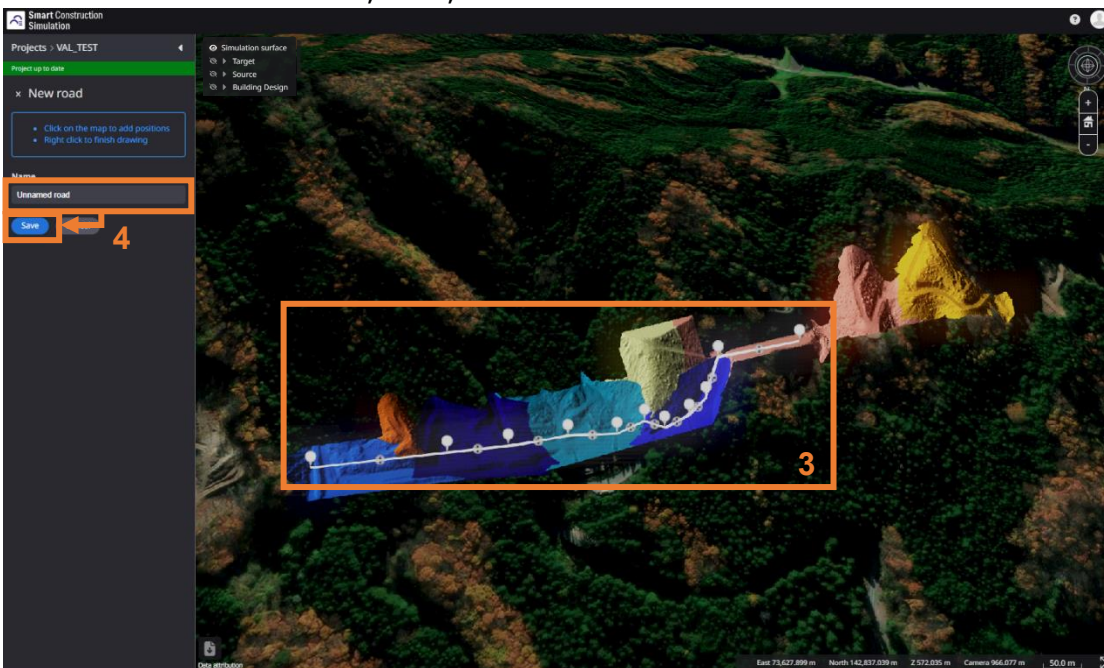 Smart Construction
Simulation
Projects > VAL_TEST
Project up to date
× New road
• Click on the map to add positions
• Right click to finish drawing
Name
Unnamed road
Save
4
Simulation surface
Target
Source
Building Design
N
+
-
3
Data attribution
East 73,627.899 m North 142,837.039 m Z 572.035 m Camera 966.077 m 50.0 m